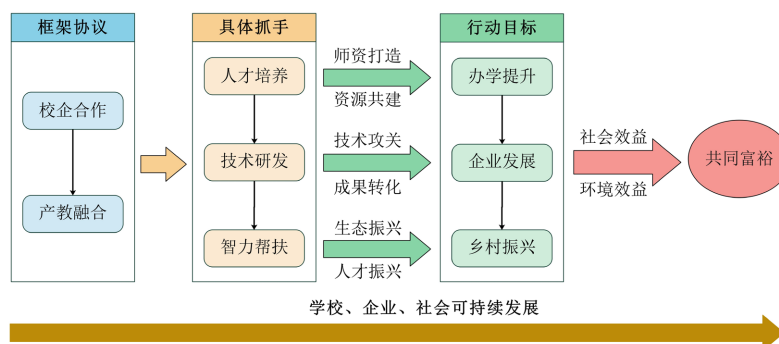 框架协议
校企合作
产教融合
具体抓手
人才培养
技术研发
智力帮扶
师资打造
资源共建
技术攻关
成果转化
生态振兴
人才振兴
行动目标
办学提升
企业发展
乡村振兴
社会效益
环境效益
共同富裕
学校、企业、社会可持续发展